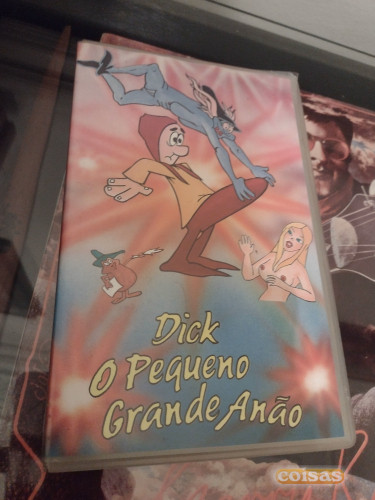 Dick
O Pequeno
Grande Anão
coisas